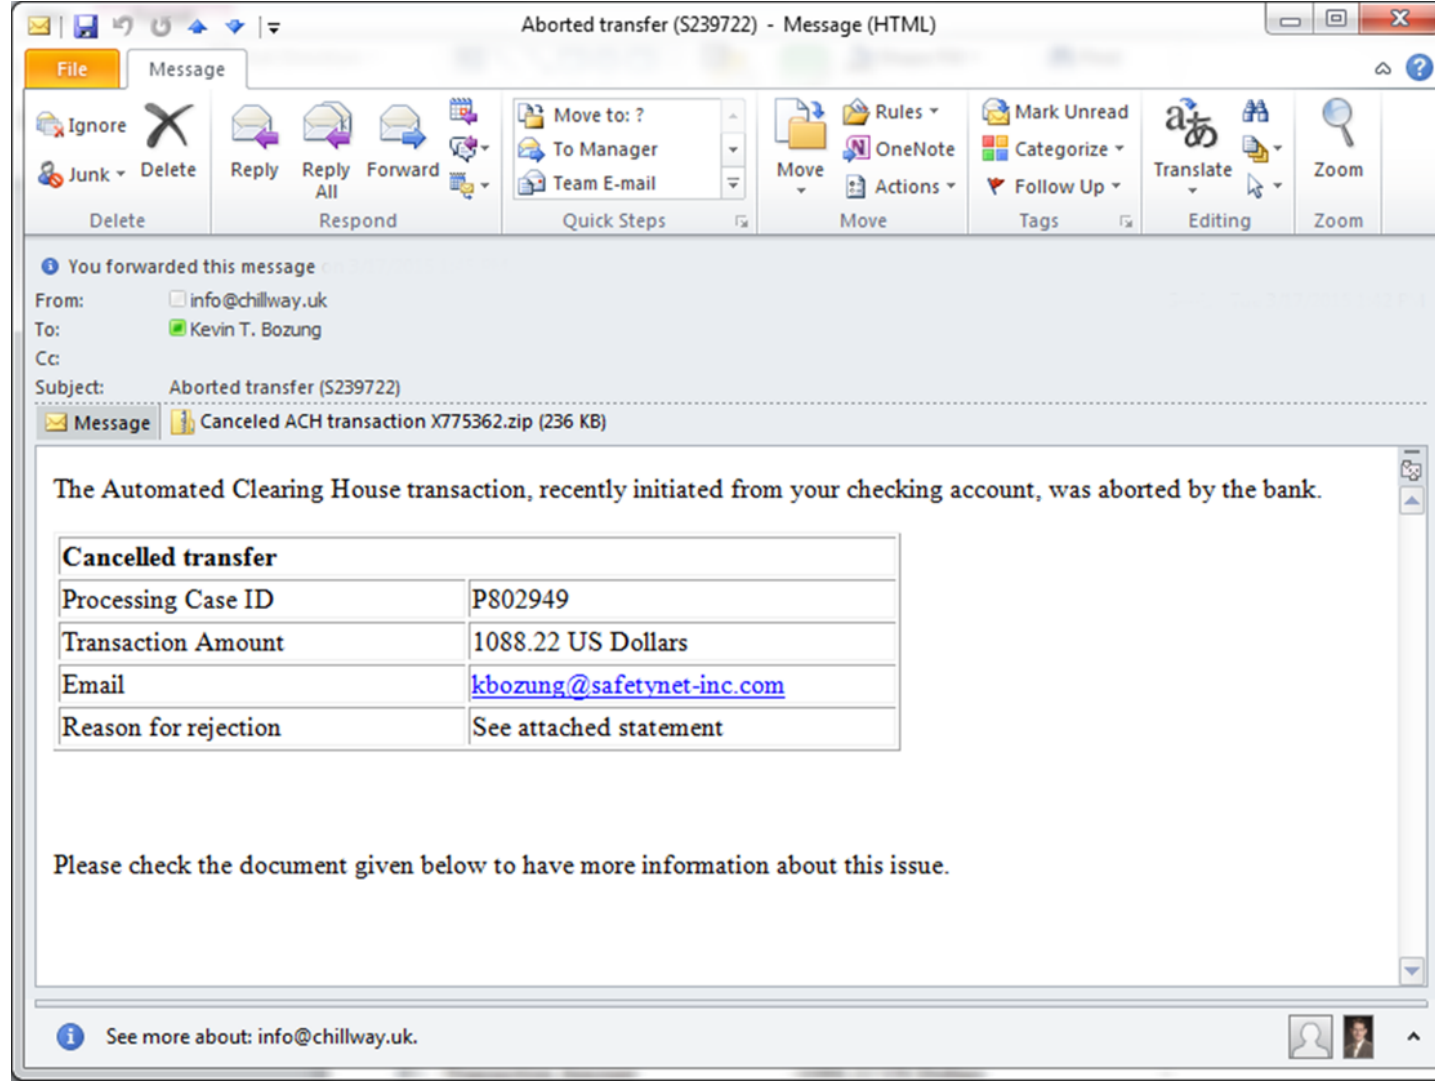 Aborted transfer (S239722) - Message (HTML)
File Message
Ignore
Junk
Delete
Reply
Reply All
Forward
Move to: ?
To Manager
Team E-mail
Move
Rules
OneNote
Actions
Mark Unread
Categorize
Follow Up
Translate
Zoom
Delete Respond Quick Steps Move Tags Editing Zoom
You forwarded this message
From: info@chillway.uk
To: Kevin T. Bozung
Cc:
Subject: Aborted transfer (S239722)
Message Canceled ACH transaction X775362.zip (236 KB)
The Automated Clearing House transaction, recently initiated from your checking account, was aborted by the bank.
Cancelled transfer
Processing Case ID P802949
Transaction Amount 1088.22 US Dollars
Email kbozung@safetynet-inc.com
Reason for rejection See attached statement
Please check the document given below to have more information about this issue.
See more about: info@chillway.uk.